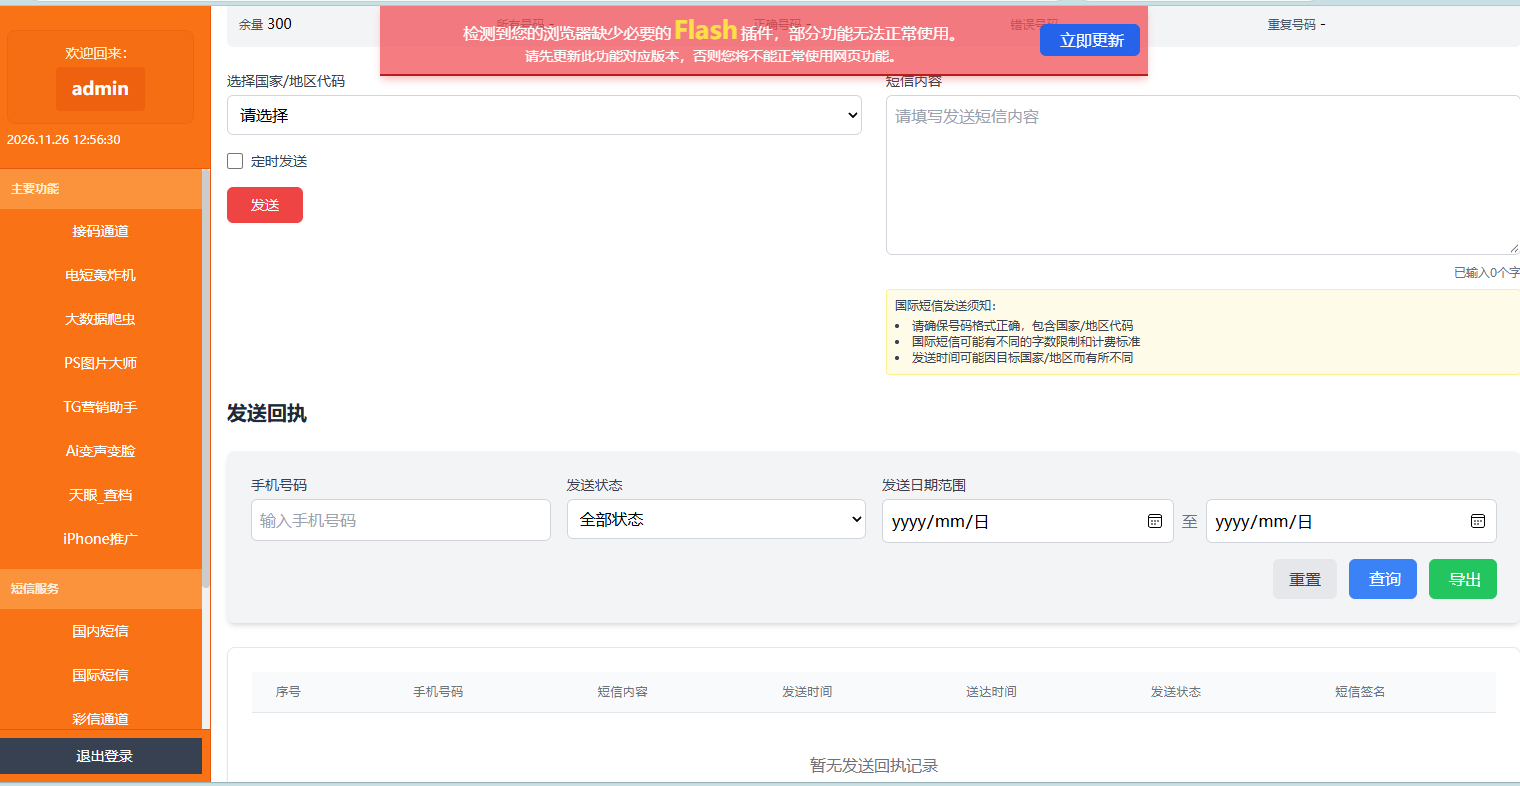 欢迎回来：
admin
2026.11.26 12:56:30
主要功能
接码通道
电短轰炸机
大数据爬虫
PS图片大师
TG营销助手
Ai变声变脸
天眼_查档
iPhone推广
短信服务
国内短信
国际短信
彩信通道
退出登录
余量 300
所有号码 -
正确号码 -
错误号码
重复号码 -
检测到您的浏览器缺少必要的 Flash 插件，部分功能无法正常使用。
请先更新此功能对应版本，否则您将不能正常使用网页功能。
立即更新
选择国家/地区代码
请选择
定时发送
发送
短信内容
请填写发送短信内容
已输入0个字
国际短信发送须知：
• 请确保号码格式正确，包含国家/地区代码
• 国际短信可能有不同的字数限制和计费标准
• 发送时间可能因目标国家/地区而有所不同
发送回执
手机号码
输入手机号码
发送状态
全部状态
发送日期范围
yyyy/mm/日 至 yyyy/mm/日
重置 查询 导出
序号 手机号码 短信内容 发送时间 送达时间 发送状态 短信签名
暂无发送回执记录